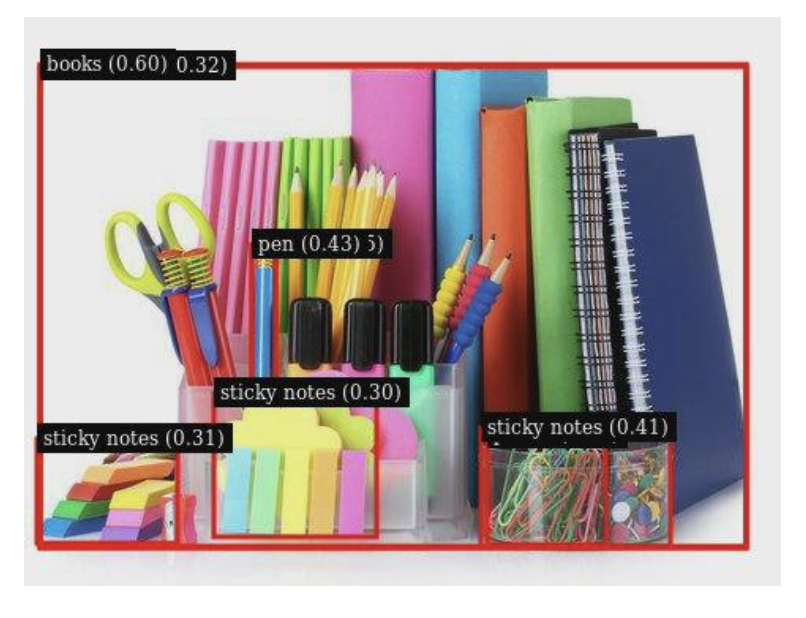 books (0.60) 0.32)
pen (0.43) 5)
sticky notes (0.30)
sticky notes (0.41)
sticky notes (0.31)